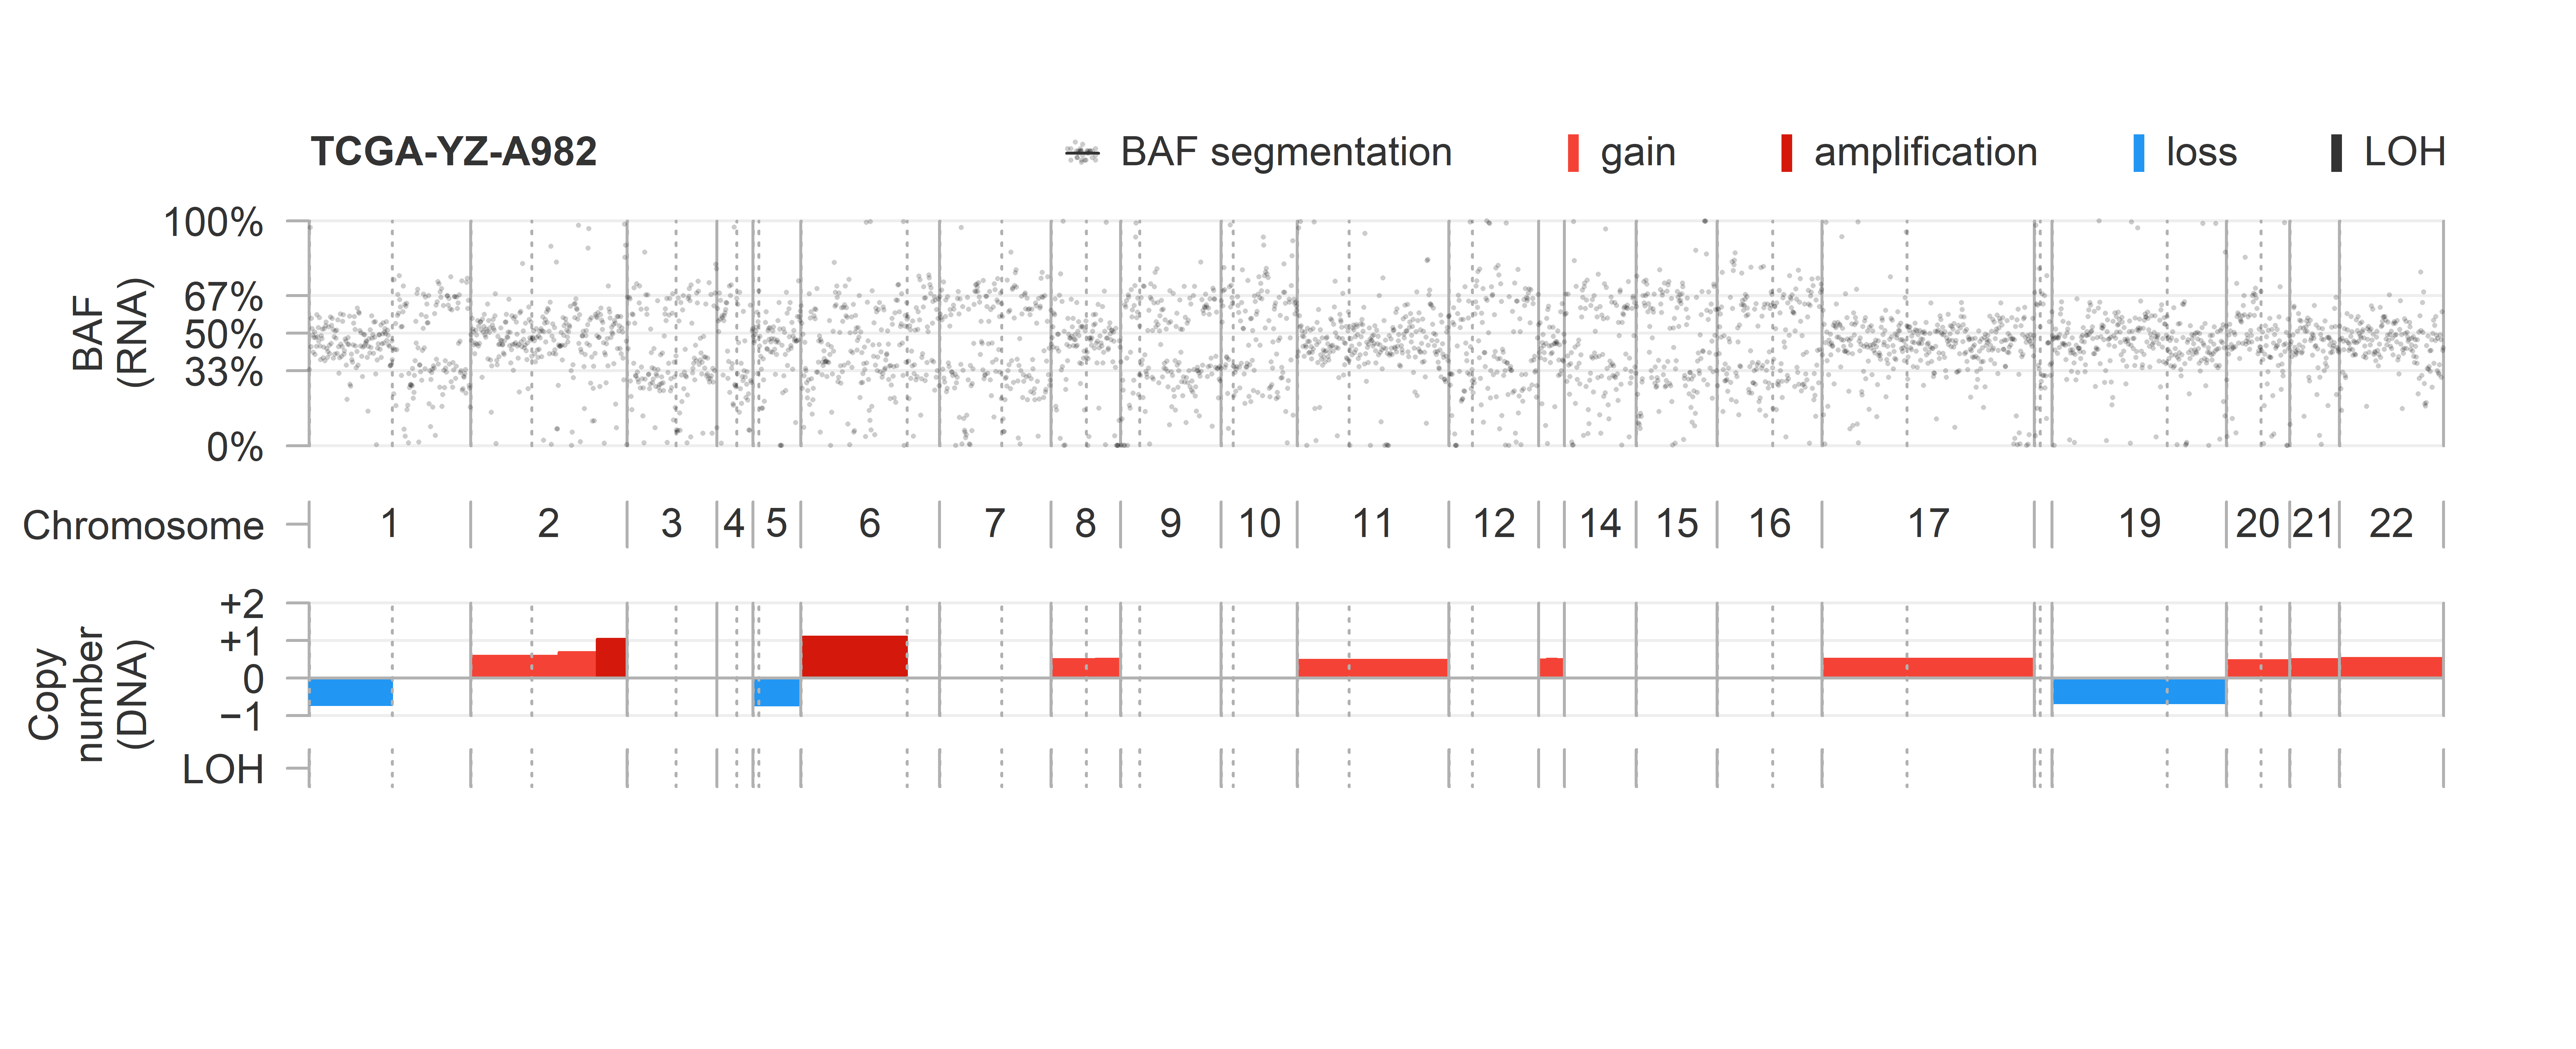 TCGA-YZ-A982
BAF segmentation
gain
amplification
loss
LOH
BAF
(RNA)
100%
67%
50%
33%
0%
Chromosome
1 2 3 4 5 6 7 8 9 10 11 12 14 15 16 17 19 20 21 22
Copy
number
(DNA)
+2
+1
0
−1
LOH